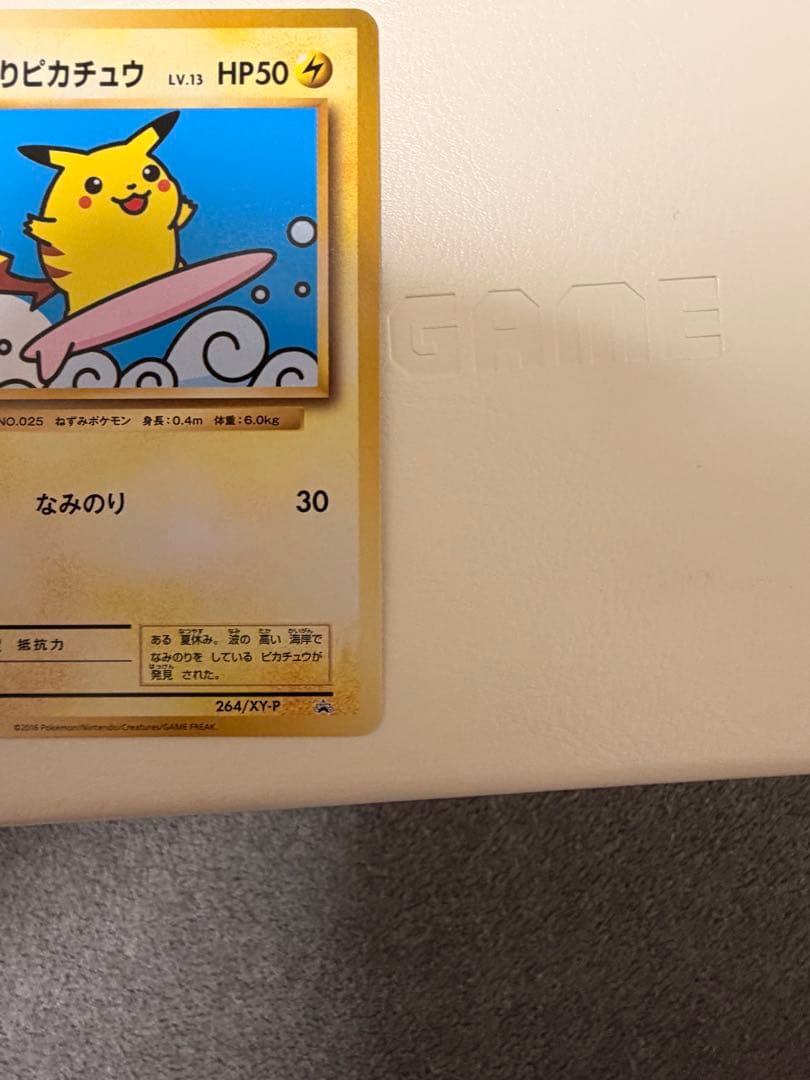 りピカチュウ LV.13 HP50
NO.025 ねずみポケモン 身長:0.4m 体重:6.0kg
なみのり 30
抵抗力
ある 夏休み。波の 高い 海岸で
なみのりを している ピカチュウが
発見 された。
264/XY-P
©2016 Pokémon/Nintendo/Creatures/GAME FREAK.
GAME